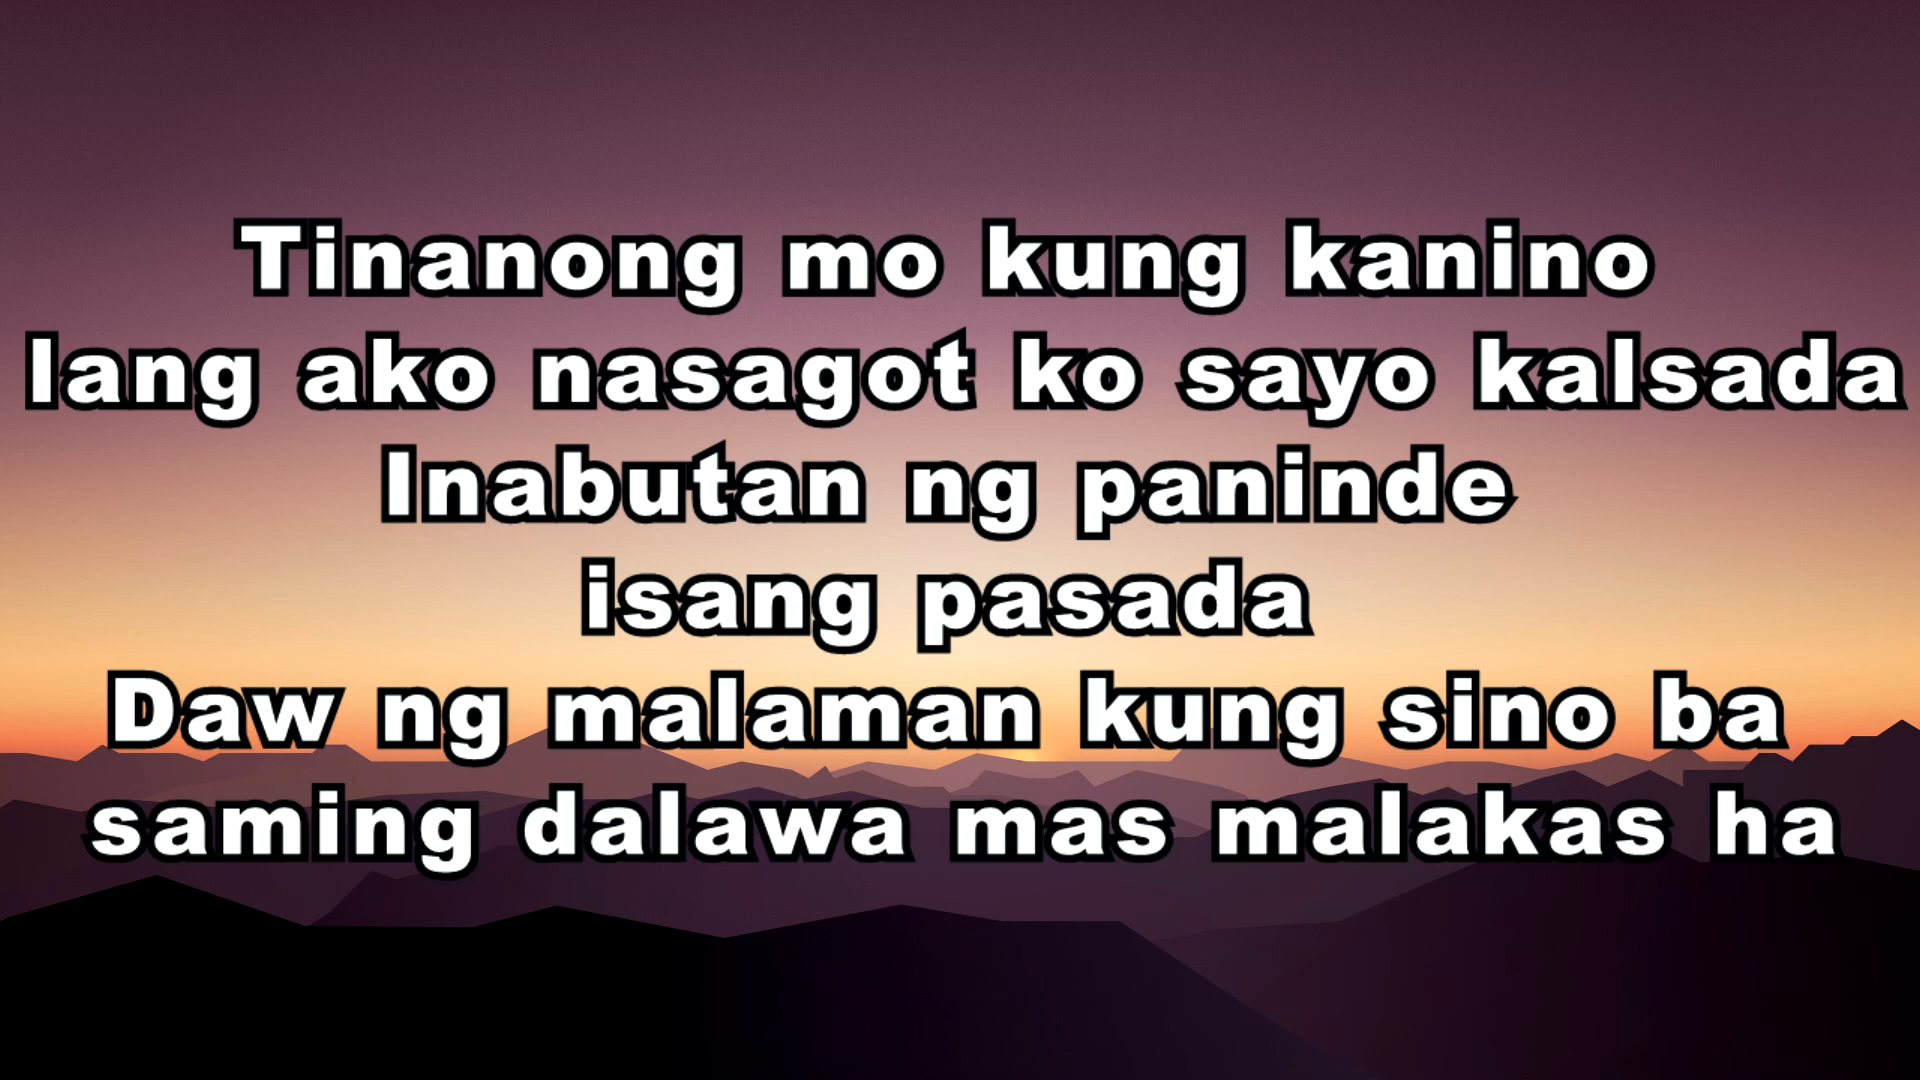 Tinanong mo kung kanino
lang ako nasagot ko sayo kalsada
Inabutan ng paninde
isang pasada
Daw ng malaman kung sino ba
saming dalawa mas malakas ha